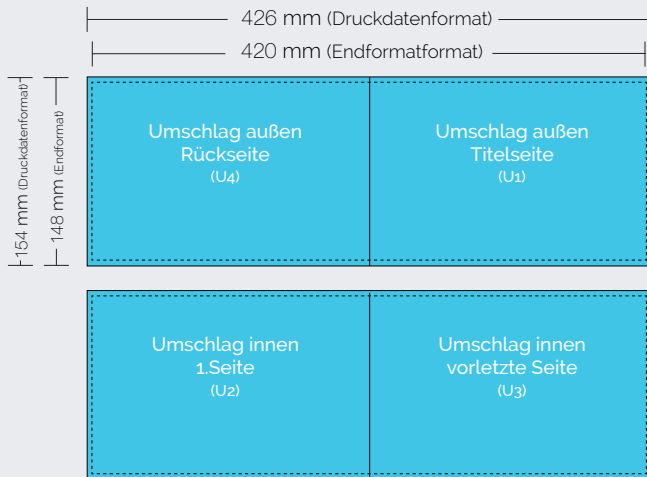 426 mm (Druckdatenformat)
420 mm (Endformatformat)
154 mm (Druckdatenformat)
148 mm (Endformat)
Umschlag außen
Rückseite
(U4)
Umschlag außen
Titelseite
(U1)
Umschlag innen
1.Seite
(U2)
Umschlag innen
vorletzte Seite
(U3)